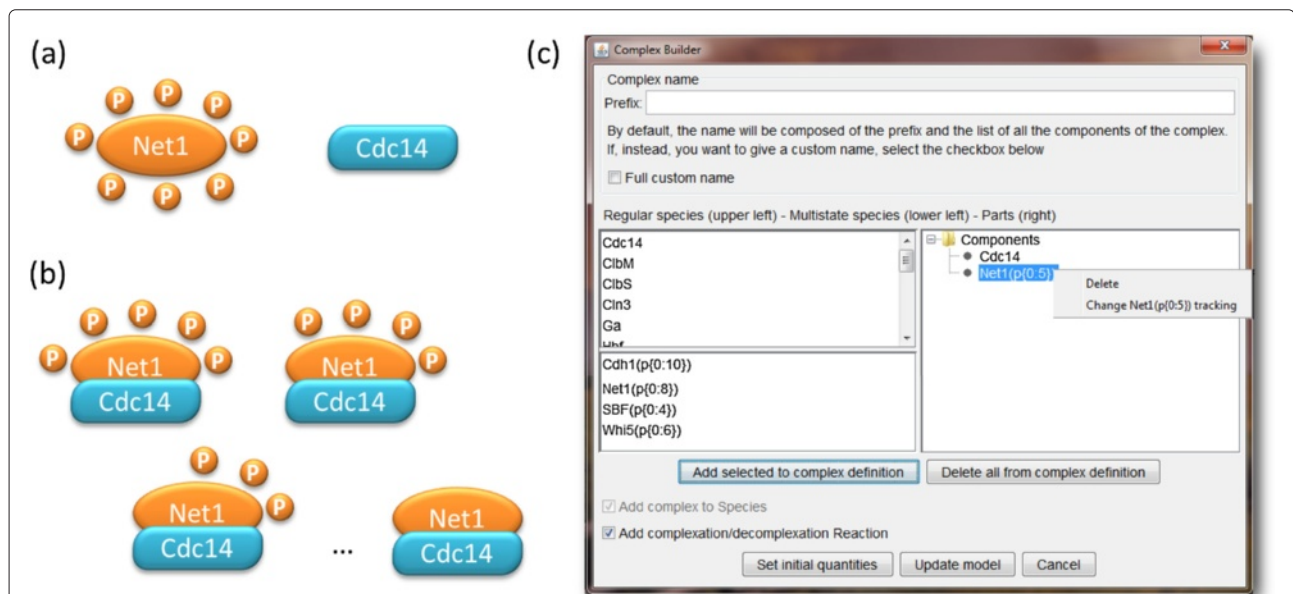 (a)
P P P
P Net1 P
P P P
Cdc14
(b)
P P P
P Net1 P
Cdc14
P P P
Net1 P
Cdc14
P P
Net1 P
Cdc14
...
Net1
Cdc14
(c)
Complex Builder
X
Complex name
Prefix:
By default, the name will be composed of the prefix and the list of all the components of the complex.
If, instead, you want to give a custom name, select the checkbox below
Full custom name
Regular species (upper left) - Multistate species (lower left) - Parts (right)
Cdc14
ClbM
ClbS
Cln3
Ga
Hbf
Cdh1(p{0:10})
Net1(p{0:8})
SBF(p{0:4})
Whi5(p{0:6})
Components
Cdc14
Net1(p{0:5})
Delete
Change Net1(p{0:5}) tracking
Add selected to complex definition
Delete all from complex definition
Add complex to Species
Add complexation/decomplexation Reaction
Set initial quantities
Update model
Cancel